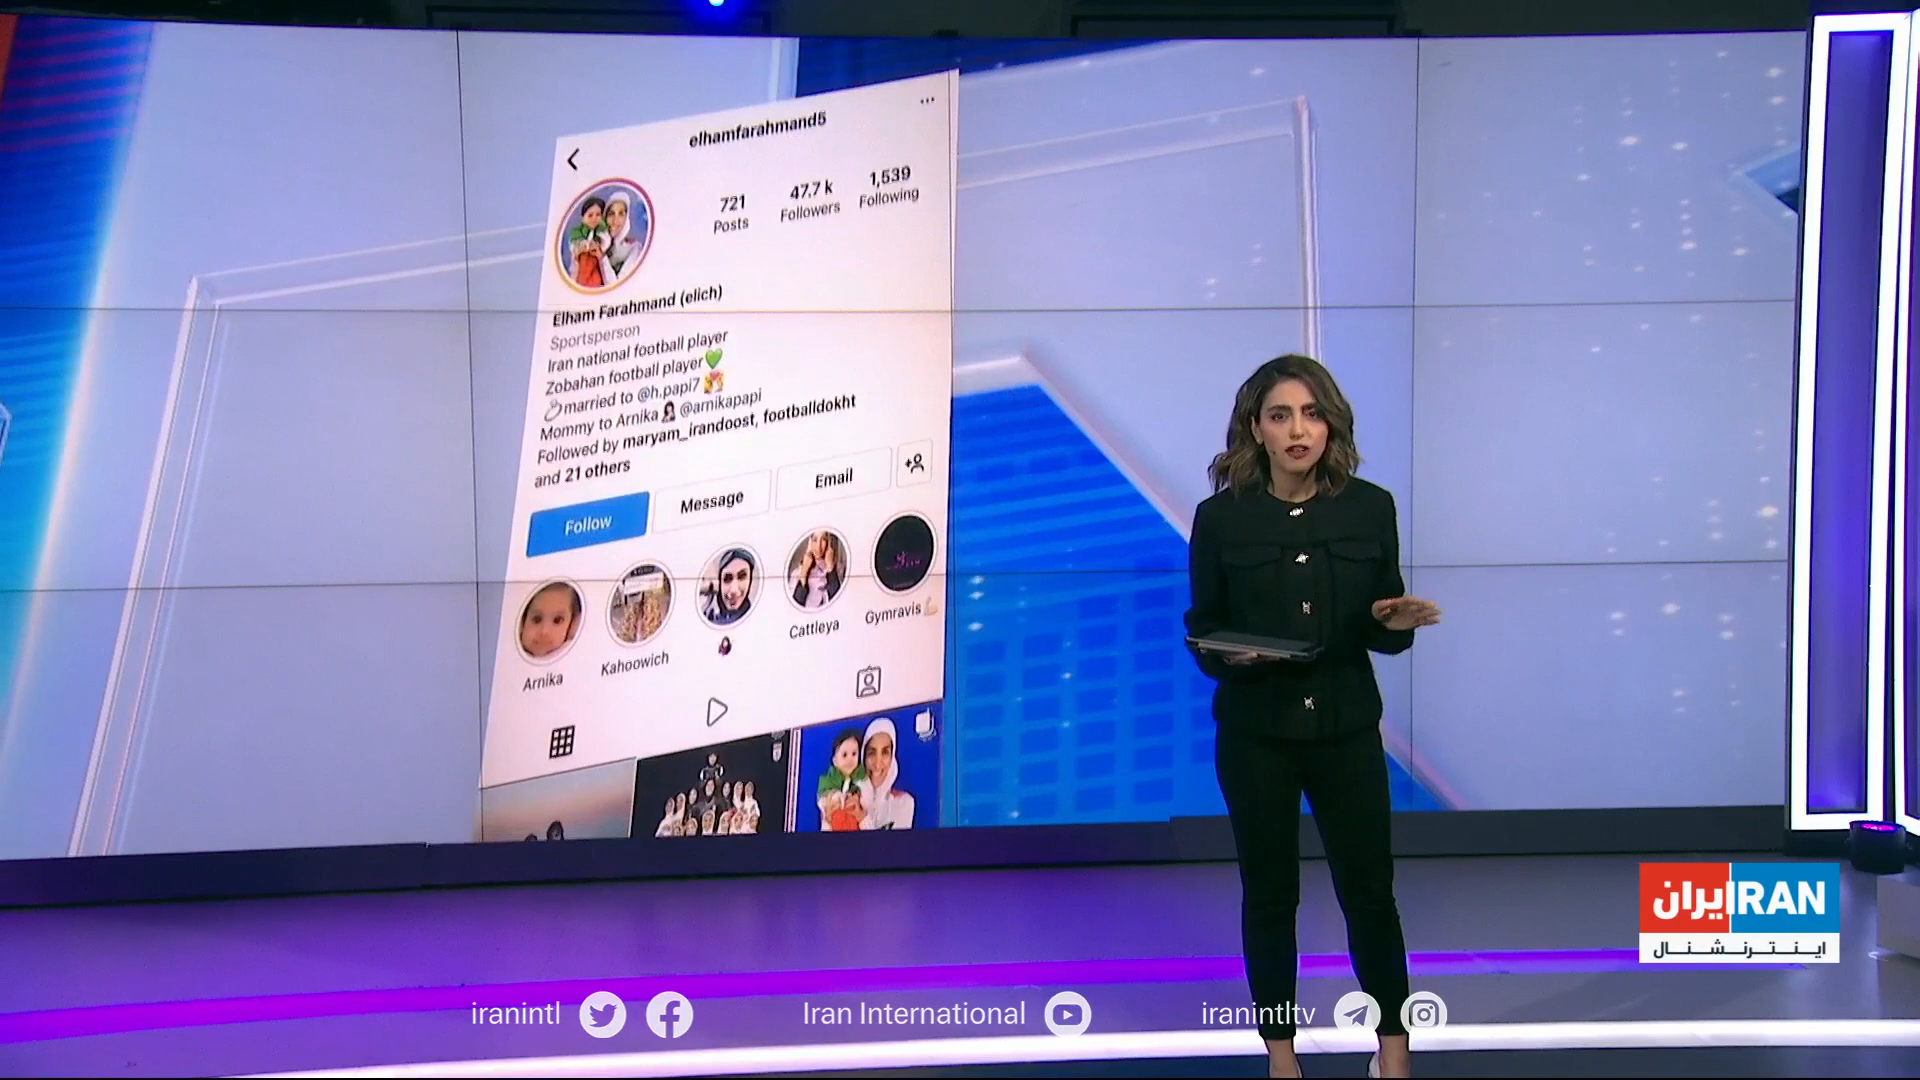 elhamfarahmand5
721
Posts
47.7 k
Followers
1,539
Following
Elham Farahmand (elich)
Sportsperson
Iran national football player
Zobahan football player💚
💍married to @h.papi7
Mommy to Arnika @arnikapapi
Followed by maryam_irandoost, footballdokht
and 21 others
Follow
Message
Email
Arnika
Kahoowich
Cattleya
Gymravis💪🏻
ایران IRAN
اینترنشنال
iranintl
Iran International
iranintltv